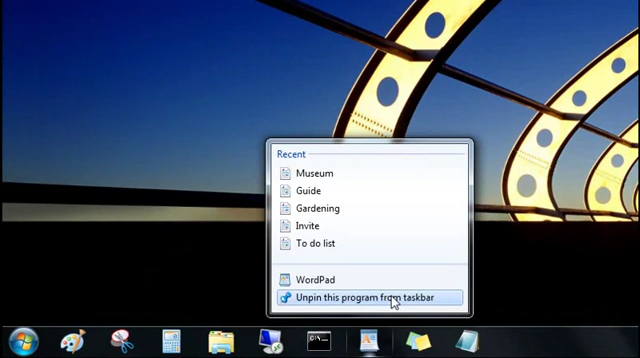 Recent
Museum
Guide
Gardening
Invite
To do list
WordPad
Unpin this program from taskbar